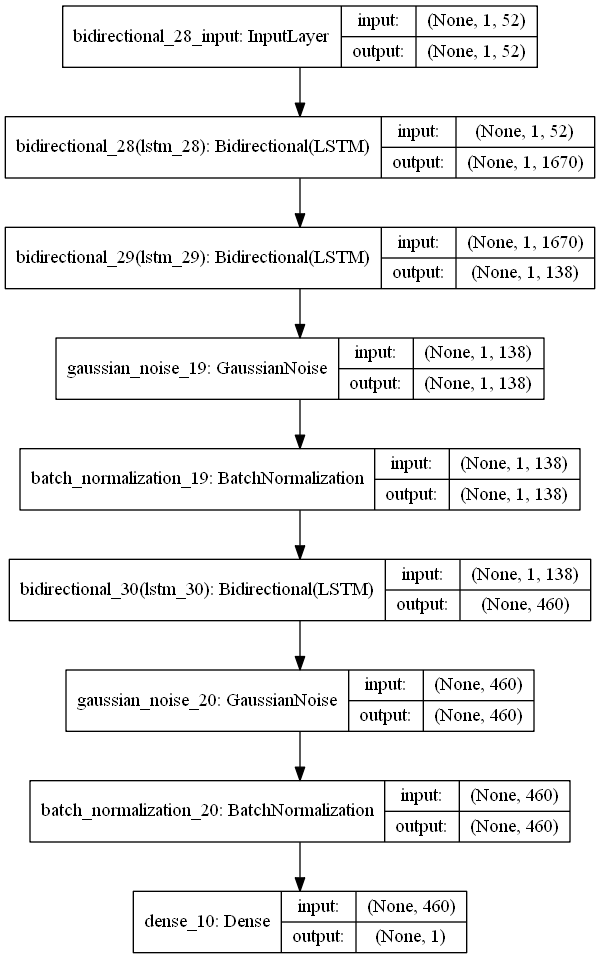 bidirectional_28_input: InputLayer
input:
(None, 1, 52)
output:
(None, 1, 52)
bidirectional_28(lstm_28): Bidirectional(LSTM)
input:
(None, 1, 52)
output:
(None, 1, 1670)
bidirectional_29(lstm_29): Bidirectional(LSTM)
input:
(None, 1, 1670)
output:
(None, 1, 138)
gaussian_noise_19: GaussianNoise
input:
(None, 1, 138)
output:
(None, 1, 138)
batch_normalization_19: BatchNormalization
input:
(None, 1, 138)
output:
(None, 1, 138)
bidirectional_30(lstm_30): Bidirectional(LSTM)
input:
(None, 1, 138)
output:
(None, 460)
gaussian_noise_20: GaussianNoise
input:
(None, 460)
output:
(None, 460)
batch_normalization_20: BatchNormalization
input:
(None, 460)
output:
(None, 460)
dense_10: Dense
input:
(None, 460)
output:
(None, 1)